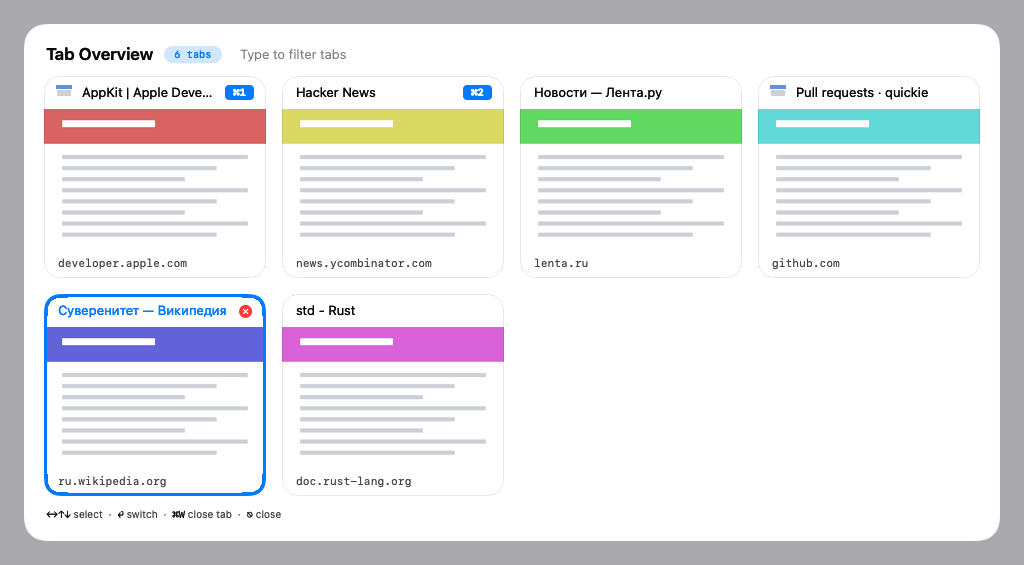 Tab Overview 6 tabs Type to filter tabs
AppKit | Apple Deve... ⌘1
Hacker News ⌘2
Новости — Лента.ру
Pull requests · quickie
developer.apple.com
news.ycombinator.com
lenta.ru
github.com
Суверенитет — Википедия
std - Rust
ru.wikipedia.org
doc.rust-lang.org
↔↑↓ select · ↵ switch · ⌘W close tab · ⎋ close